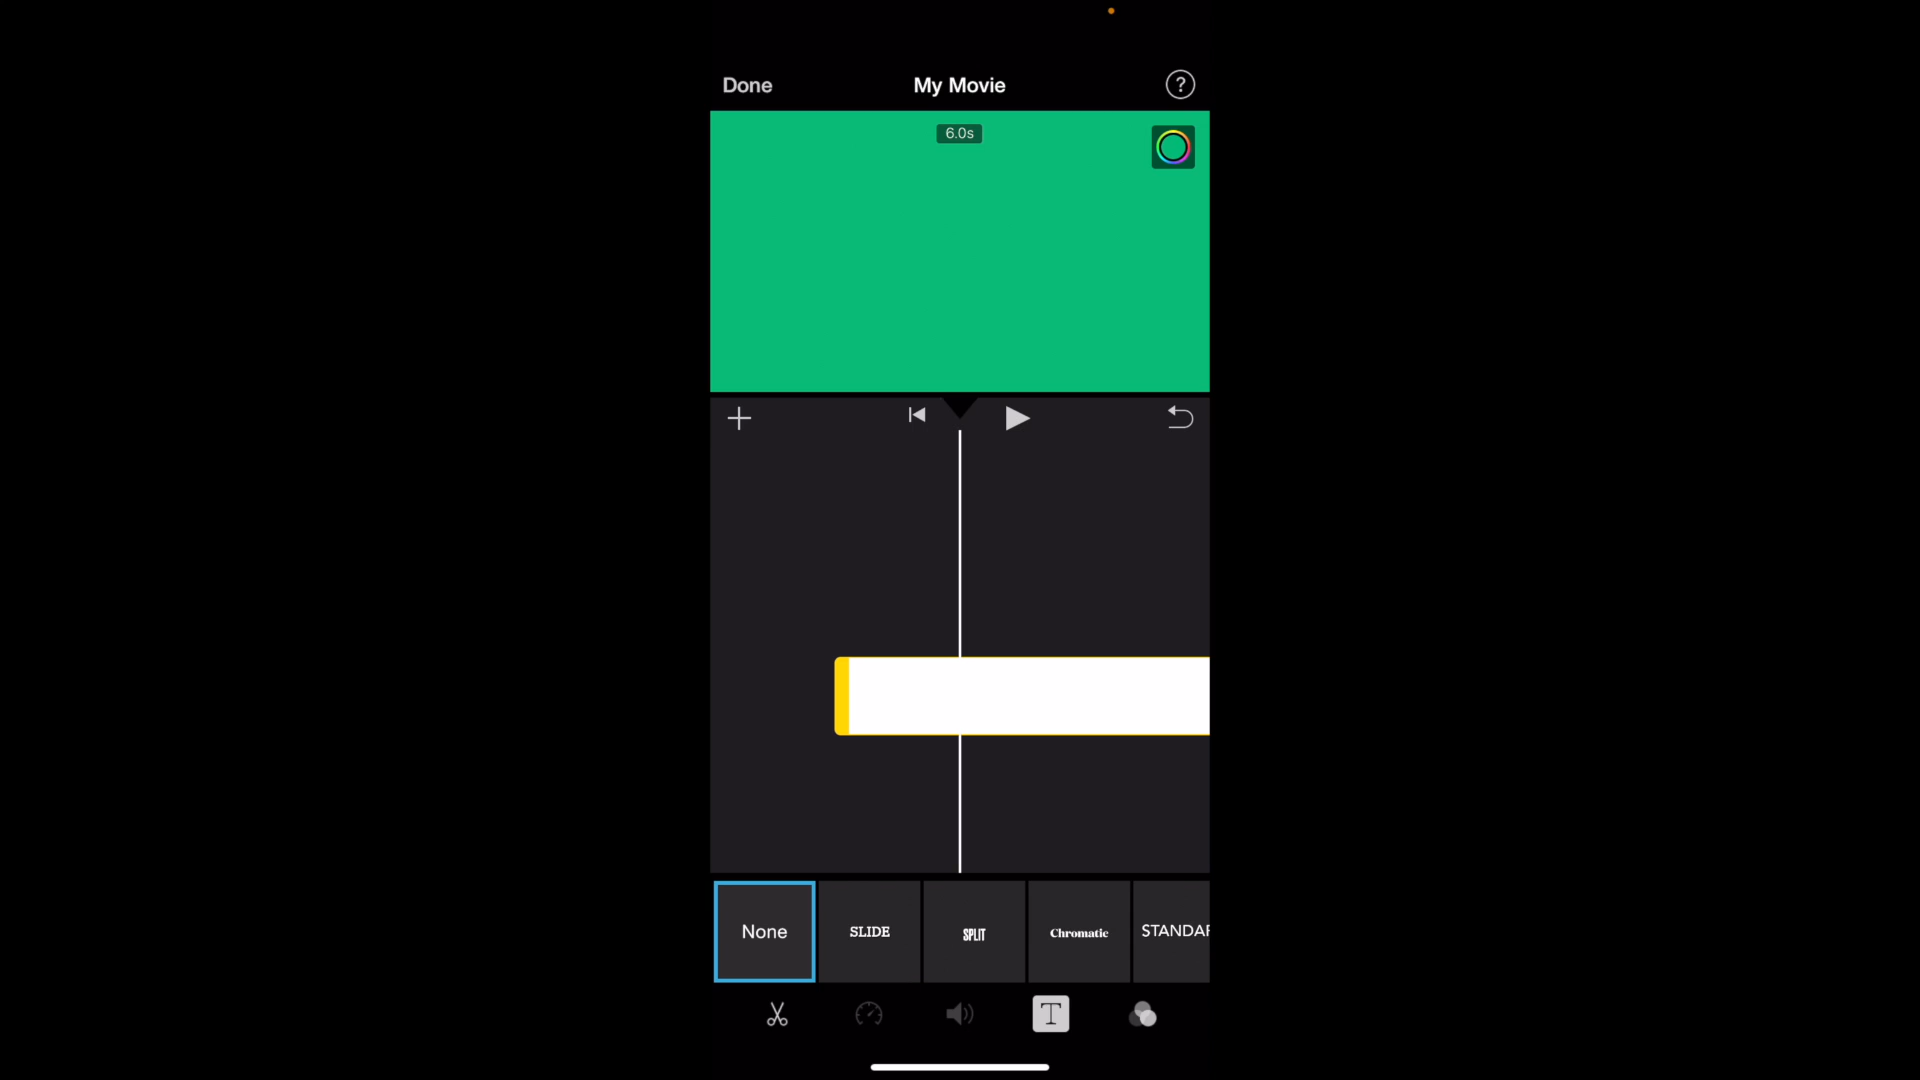 Done
My Movie
?
6.0s
None
SLIDE
SPLIT
Chromatic
STANDAR
T